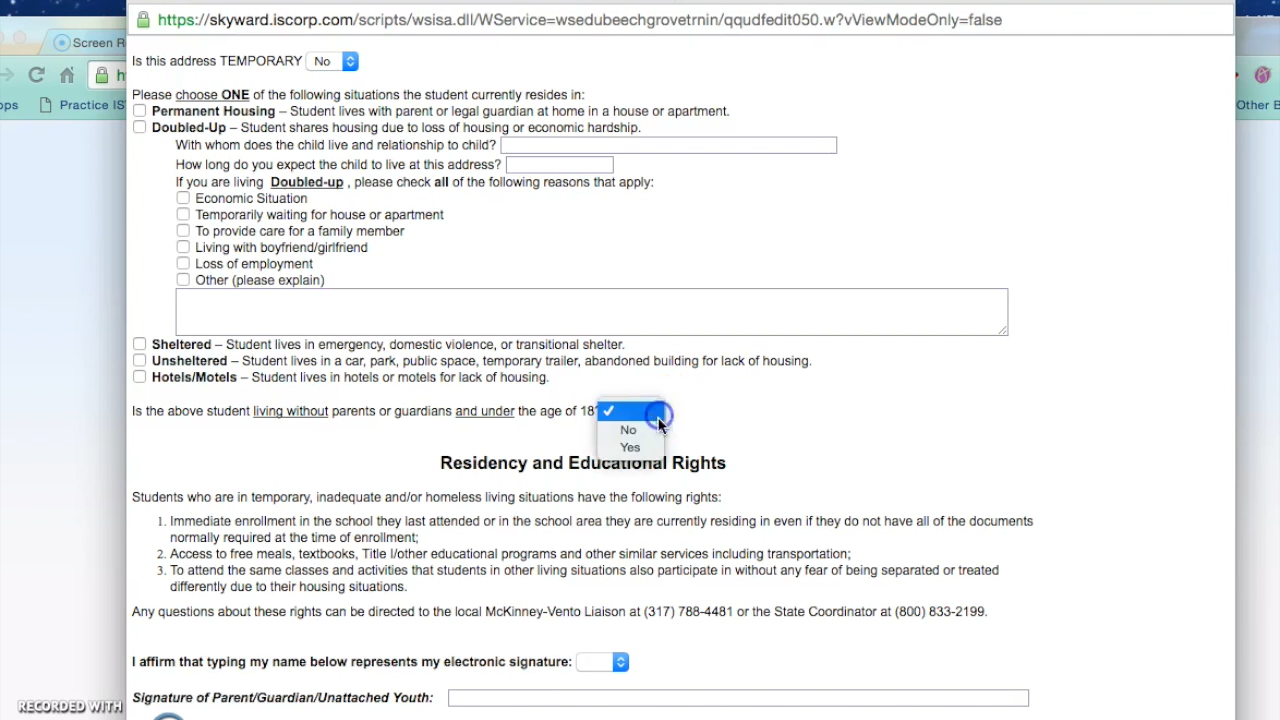 https://skyward.iscorp.com/scripts/wsisa.dll/WService=wsedubeechgrovetrnin/qqudfedit050.w?vViewModeOnly=false
Screen R
Practice IS
Other B
Is this address TEMPORARY No
Please choose ONE of the following situations the student currently resides in:
Permanent Housing – Student lives with parent or legal guardian at home in a house or apartment.
Doubled-Up – Student shares housing due to loss of housing or economic hardship.
With whom does the child live and relationship to child?
How long do you expect the child to live at this address?
If you are living Doubled-up , please check all of the following reasons that apply:
Economic Situation
Temporarily waiting for house or apartment
To provide care for a family member
Living with boyfriend/girlfriend
Loss of employment
Other (please explain)
Sheltered – Student lives in emergency, domestic violence, or transitional shelter.
Unsheltered – Student lives in a car, park, public space, temporary trailer, abandoned building for lack of housing.
Hotels/Motels – Student lives in hotels or motels for lack of housing.
Is the above student living without parents or guardians and under the age of 18?
No
Yes
Residency and Educational Rights
Students who are in temporary, inadequate and/or homeless living situations have the following rights:
1. Immediate enrollment in the school they last attended or in the school area they are currently residing in even if they do not have all of the documents
normally required at the time of enrollment;
2. Access to free meals, textbooks, Title I/other educational programs and other similar services including transportation;
3. To attend the same classes and activities that students in other living situations also participate in without any fear of being separated or treated
differently due to their housing situations.
Any questions about these rights can be directed to the local McKinney-Vento Liaison at (317) 788-4481 or the State Coordinator at (800) 833-2199.
I affirm that typing my name below represents my electronic signature:
Signature of Parent/Guardian/Unattached Youth:
RECORDED WITH